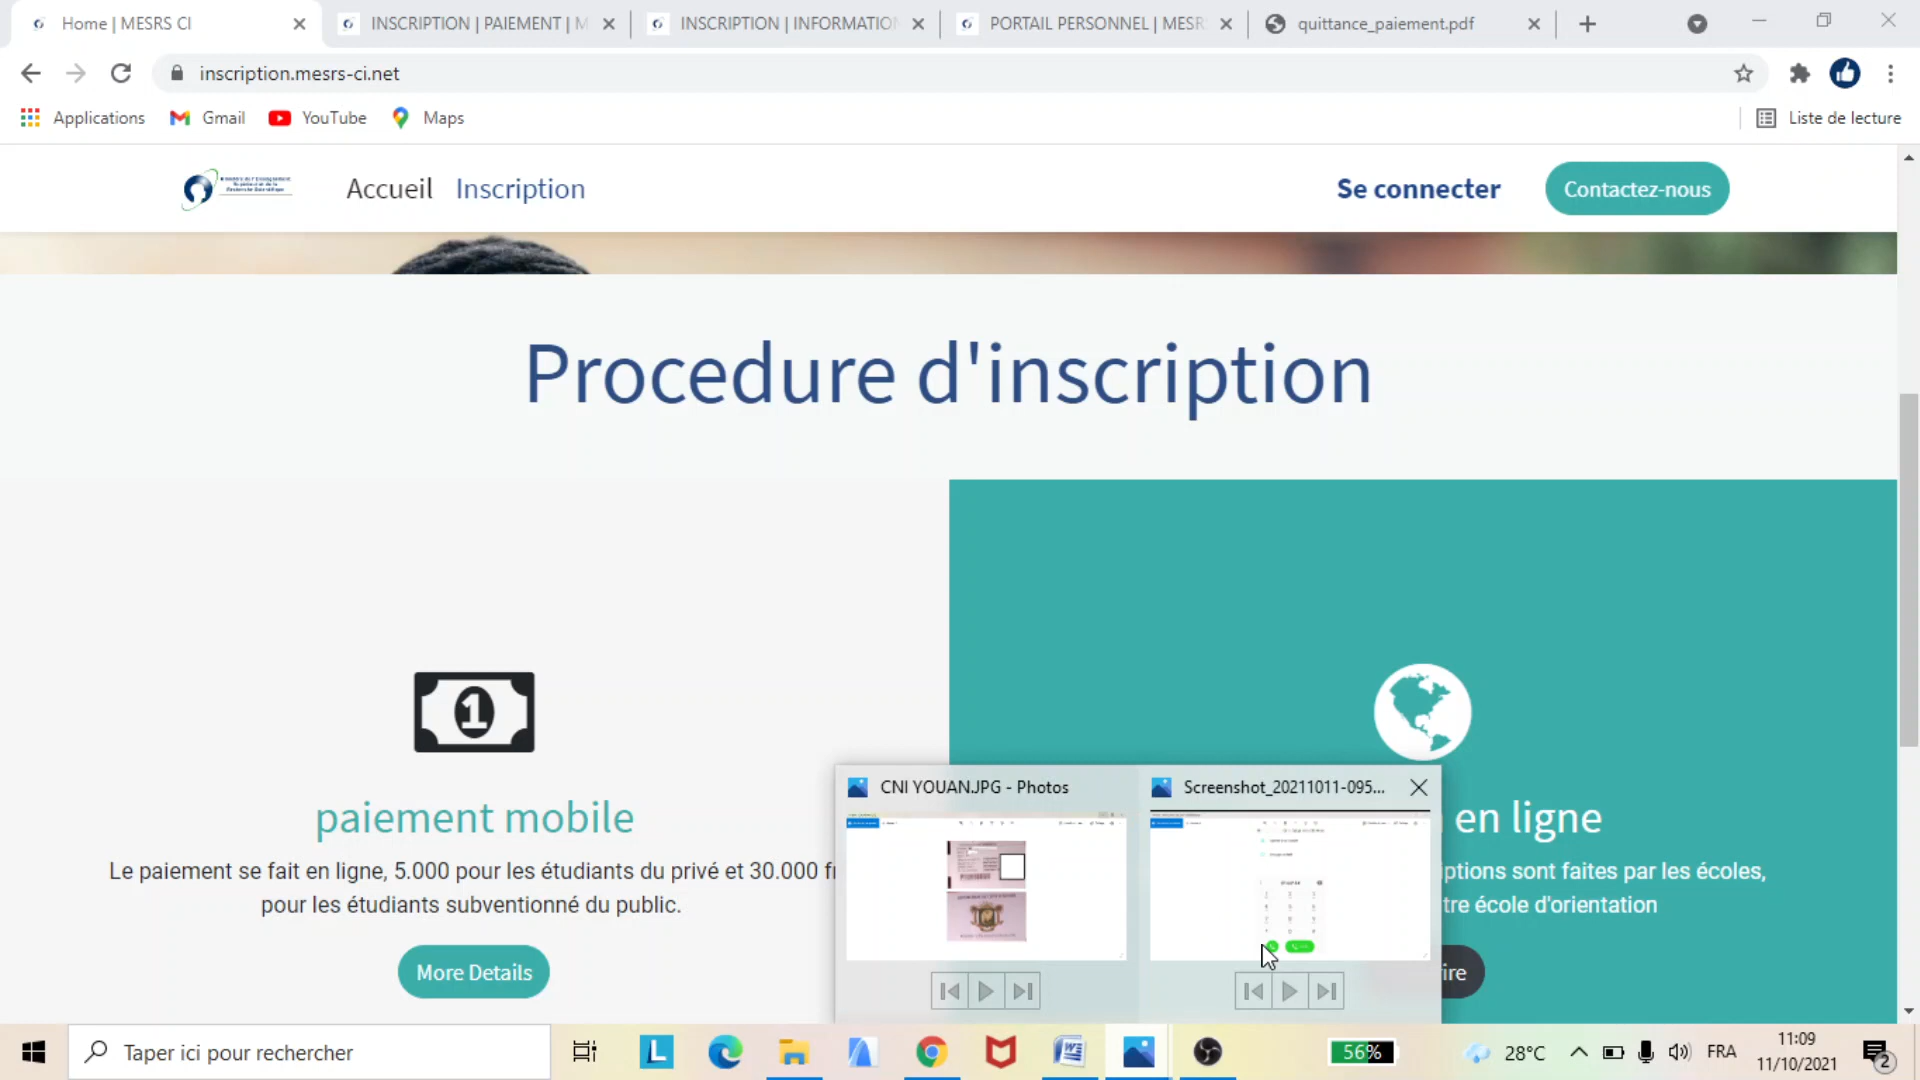 Home | MESRS CI
INSCRIPTION | PAIEMENT | M
INSCRIPTION | INFORMATION
PORTAIL PERSONNEL | MESR
quittance_paiement.pdf
inscription.mesrs-ci.net
Applications
Gmail
YouTube
Maps
Liste de lecture
Accueil
Inscription
Se connecter
Contactez-nous
Procedure d'inscription
1
paiement mobile
Le paiement se fait en ligne, 5.000 pour les étudiants du privé et 30.000 fr
pour les étudiants subventionné du public.
More Details
CNI YOUAN.JPG - Photos
Screenshot_20211011-095...
en ligne
iptions sont faites par les écoles,
tre école d'orientation
ire
Taper ici pour rechercher
L
56%
28°C
FRA
11:09
11/10/2021
2